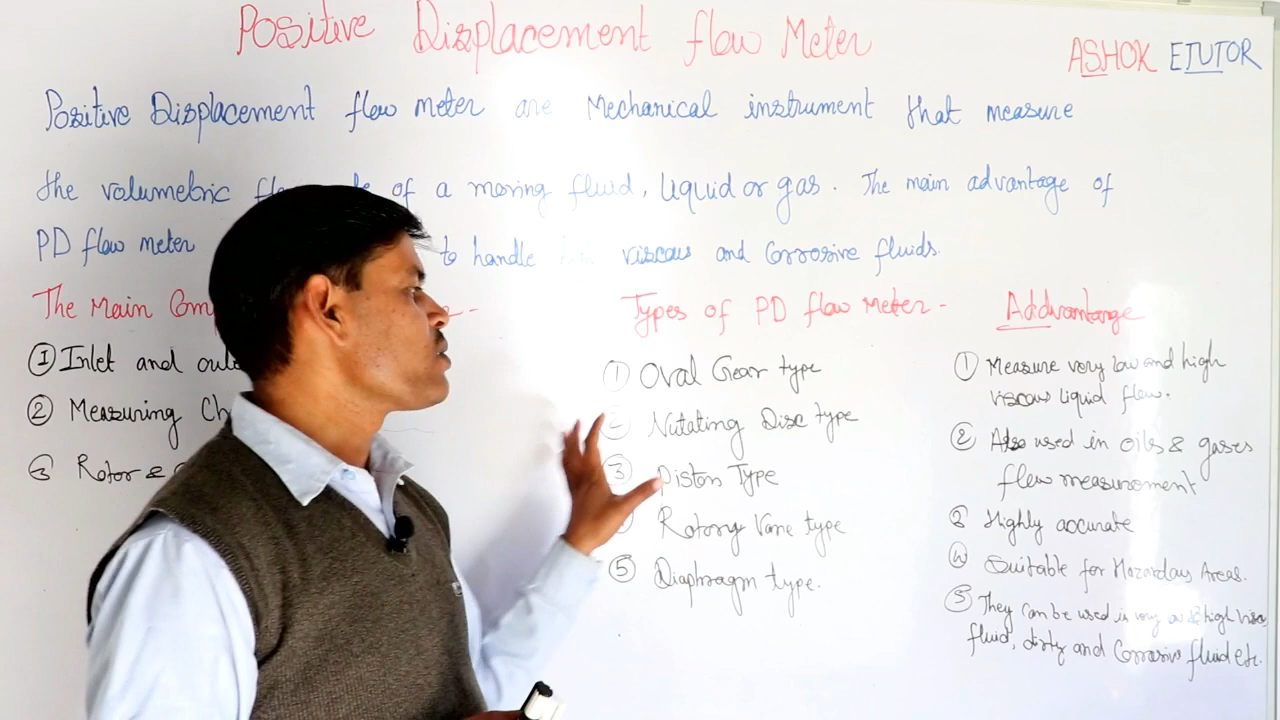 Positive Displacement flow Meter
ASHOK ETUTOR
Positive Displacement flow meter are Mechanical instrument that measure
the volumetric of a moving fluid, liquid or gas. The main advantage of
PD flow meter to handle viscous and Corrosive fluids.
The Main
① Inlet and
② Measuring
③ Rotor &
Types of PD flow Meter -
① Oval Gear type
② Nutating Disc type
③ Piston Type
Rotary Vane type
⑤ Diaphragm type.
Addvantange
① Measure very low and high
viscous liquid flow.
② Also used in oils & gases
flow measurement
③ Highly accurate
④ Suitable for Hazardas Areas.
⑤ They can be used in very & high
fluid, dirty and Corrosive fluid etc.